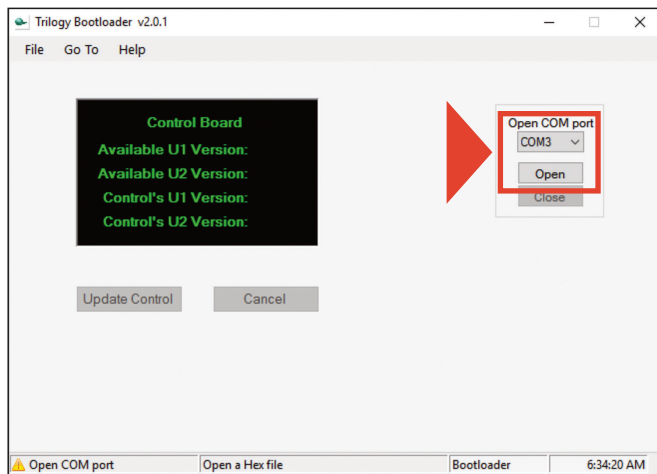 Trilogy Bootloader v2.0.1
File Go To Help
Control Board
Available U1 Version:
Available U2 Version:
Control's U1 Version:
Control's U2 Version:
Open COM port
COM3
Open
Close
Update Control Cancel
Open COM port Open a Hex file Bootloader 6:34:20 AM